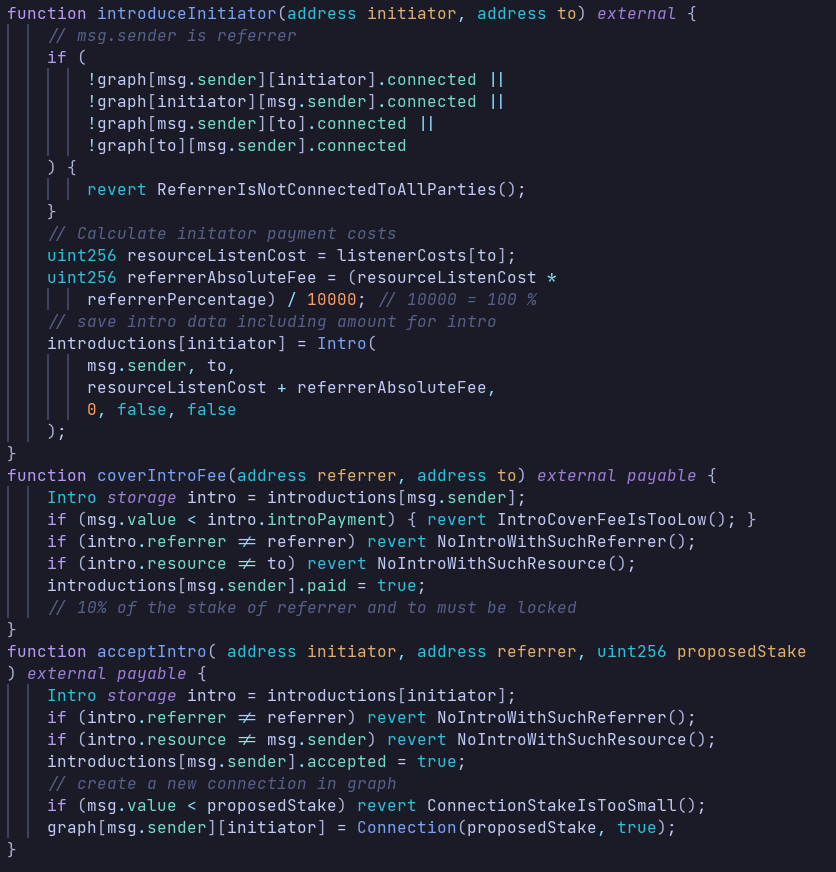 function introduceInitiator(address initiator, address to) external {
// msg.sender is referrer
if (
!graph[msg.sender][initiator].connected ||
!graph[initiator][msg.sender].connected ||
!graph[msg.sender][to].connected ||
!graph[to][msg.sender].connected
) {
revert ReferrerIsNotConnectedToAllParties();
}
// Calculate initator payment costs
uint256 resourceListenCost = listenerCosts[to];
uint256 referrerAbsoluteFee = (resourceListenCost *
referrerPercentage) / 10000; // 10000 = 100 %
// save intro data including amount for intro
introductions[initiator] = Intro(
msg.sender, to,
resourceListenCost + referrerAbsoluteFee,
0, false, false
);
}
function coverIntroFee(address referrer, address to) external payable {
Intro storage intro = introductions[msg.sender];
if (msg.value < intro.introPayment) { revert IntroCoverFeeIsTooLow(); }
if (intro.referrer ≠ referrer) revert NoIntroWithSuchReferrer();
if (intro.resource ≠ to) revert NoIntroWithSuchResource();
introductions[msg.sender].paid = true;
// 10% of the stake of referrer and to must be locked
}
function acceptIntro( address initiator, address referrer, uint256 proposedStake
) external payable {
Intro storage intro = introductions[initiator];
if (intro.referrer ≠ referrer) revert NoIntroWithSuchReferrer();
if (intro.resource ≠ msg.sender) revert NoIntroWithSuchResource();
introductions[msg.sender].accepted = true;
// create a new connection in graph
if (msg.value < proposedStake) revert ConnectionStakeIsTooSmall();
graph[msg.sender][initiator] = Connection(proposedStake, true);
}